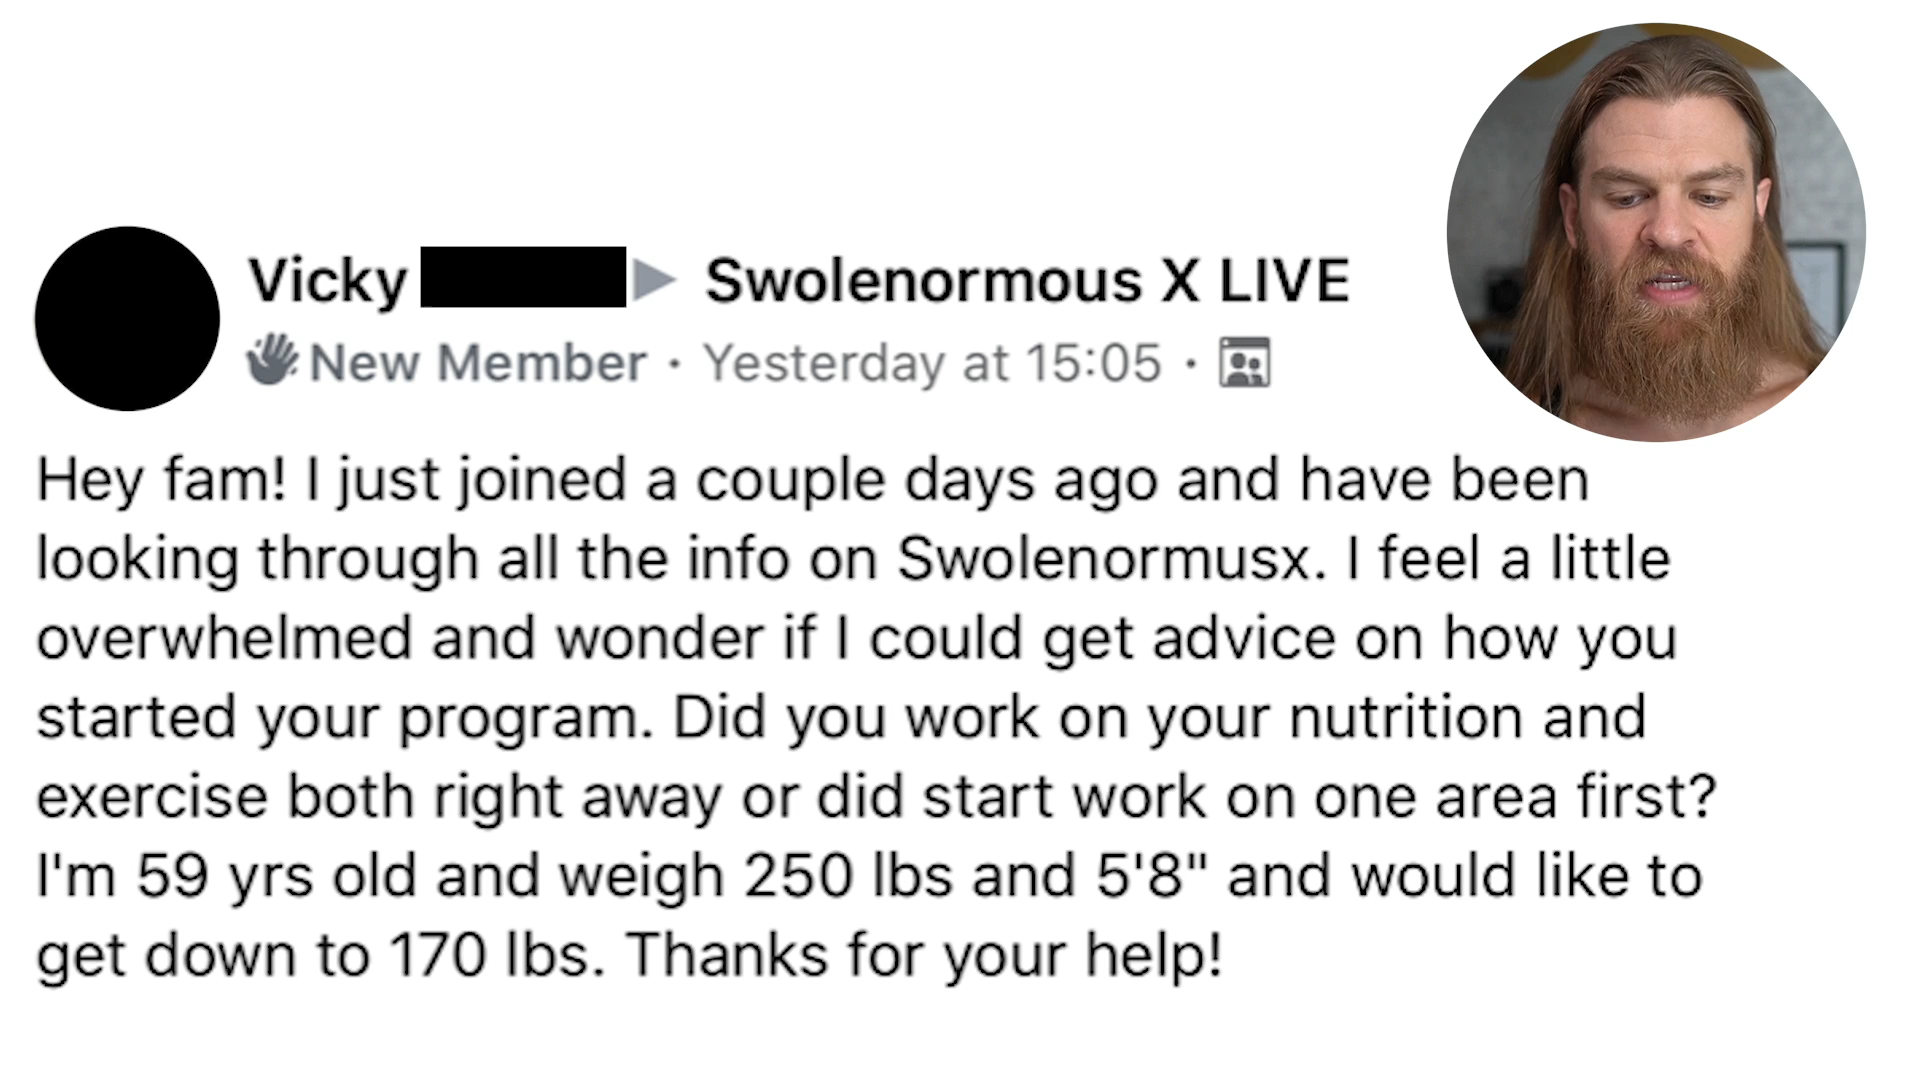 Vicky
Swolenormous X LIVE
New Member · Yesterday at 15:05 ·
Hey fam! I just joined a couple days ago and have been
looking through all the info on Swolenormusx. I feel a little
overwhelmed and wonder if I could get advice on how you
started your program. Did you work on your nutrition and
exercise both right away or did start work on one area first?
I'm 59 yrs old and weigh 250 lbs and 5'8" and would like to
get down to 170 lbs. Thanks for your help!